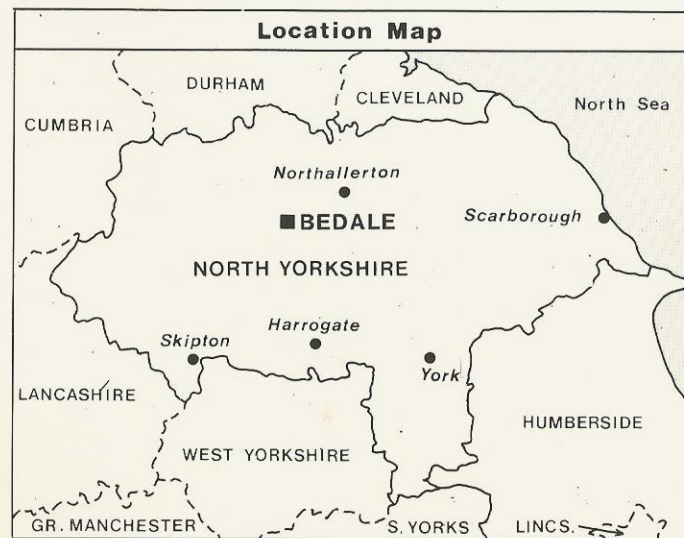 Location Map
DURHAM
CLEVELAND
North Sea
CUMBRIA
Northallerton
BEDALE
Scarborough
NORTH YORKSHIRE
Skipton
Harrogate
York
LANCASHIRE
HUMBERSIDE
WEST YORKSHIRE
GR. MANCHESTER
S. YORKS
LINCS.